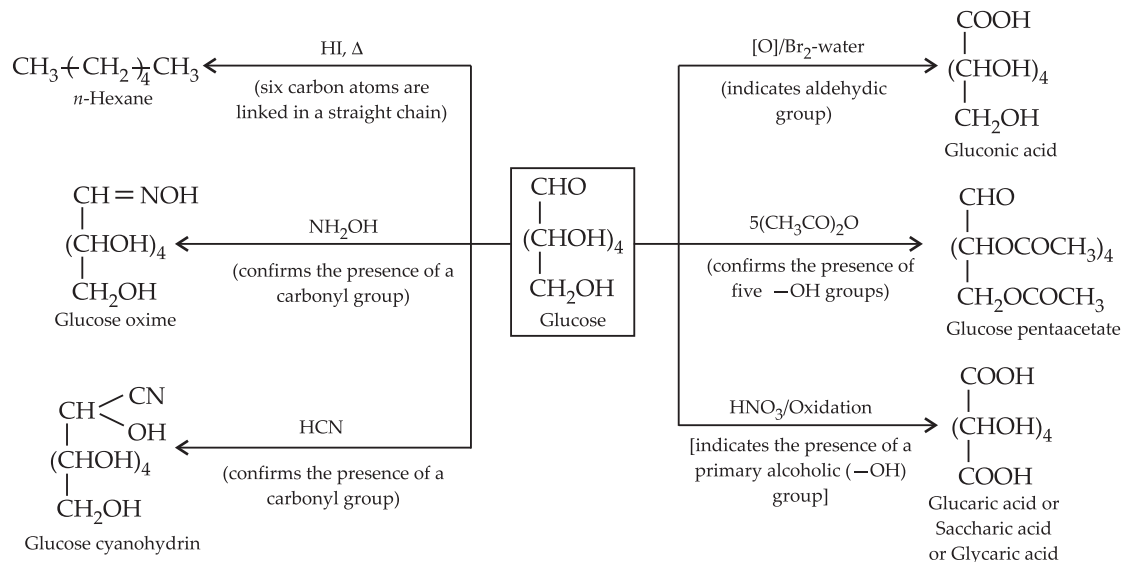 CH₃-(CH₂)₄-CH₃
n-Hexane
HI, Δ
(six carbon atoms are
linked in a straight chain)
CH=NOH
(CHOH)₄
CH₂OH
Glucose oxime
NH₂OH
(confirms the presence of a
carbonyl group)
CH
CN
OH
(CHOH)₄
CH₂OH
Glucose cyanohydrin
HCN
(confirms the presence of a
carbonyl group)
CHO
(CHOH)₄
CH₂OH
Glucose
[O]/Br₂-water
(indicates aldehydic
group)
COOH
(CHOH)₄
CH₂OH
Gluconic acid
5(CH₃CO)₂O
(confirms the presence of
five —OH groups)
CHO
(CHOCOCH₃)₄
CH₂OCOCH₃
Glucose pentaacetate
HNO₃/Oxidation
[indicates the presence of a
primary alcoholic (—OH)
group]
COOH
(CHOH)₄
COOH
Glucaric acid or
Saccharic acid
or Glycaric acid